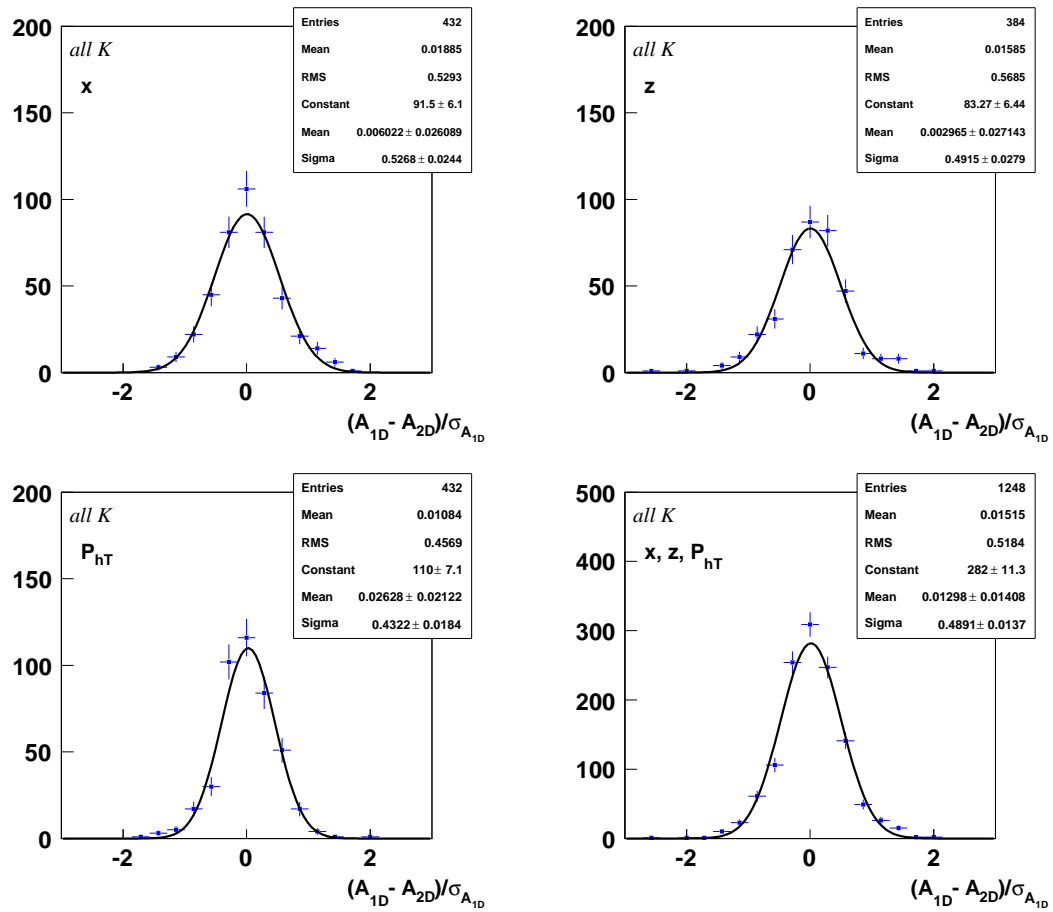 200
150
100
50
0
-2 0 2
all K
x
Entries 432
Mean 0.01885
RMS 0.5293
Constant 91.5 ± 6.1
Mean 0.006022 ± 0.026089
Sigma 0.5268 ± 0.0244
(A1D - A2D)/σA1D
200
150
100
50
0
-2 0 2
all K
z
Entries 384
Mean 0.01585
RMS 0.5685
Constant 83.27 ± 6.44
Mean 0.002965 ± 0.027143
Sigma 0.4915 ± 0.0279
(A1D - A2D)/σA1D
200
150
100
50
0
-2 0 2
all K
PhT
Entries 432
Mean 0.01084
RMS 0.4569
Constant 110 ± 7.1
Mean 0.02628 ± 0.02122
Sigma 0.4322 ± 0.0184
(A1D - A2D)/σA1D
500
400
300
200
100
0
-2 0 2
all K
x, z, PhT
Entries 1248
Mean 0.01515
RMS 0.5184
Constant 282 ± 11.3
Mean 0.01298 ± 0.01408
Sigma 0.4891 ± 0.0137
(A1D - A2D)/σA1D